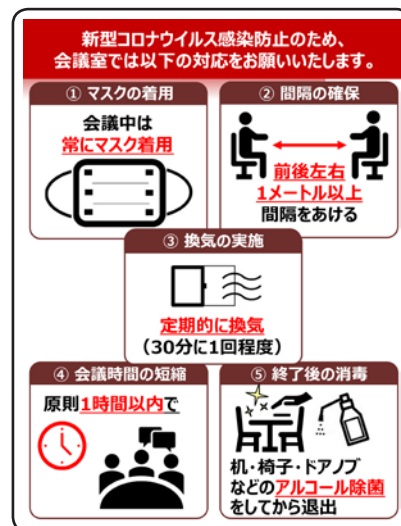 新型コロナウイルス感染防止のため、
会議室では以下の対応をお願いいたします。
① マスクの着用
会議中は
常にマスク着用
② 間隔の確保
前後左右
1メートル以上
間隔をあける
③ 換気の実施
定期的に換気
（30分に1回程度）
④ 会議時間の短縮
原則1時間以内で
⑤ 終了後の消毒
机・椅子・ドアノブ
などのアルコール除菌
をしてから退出